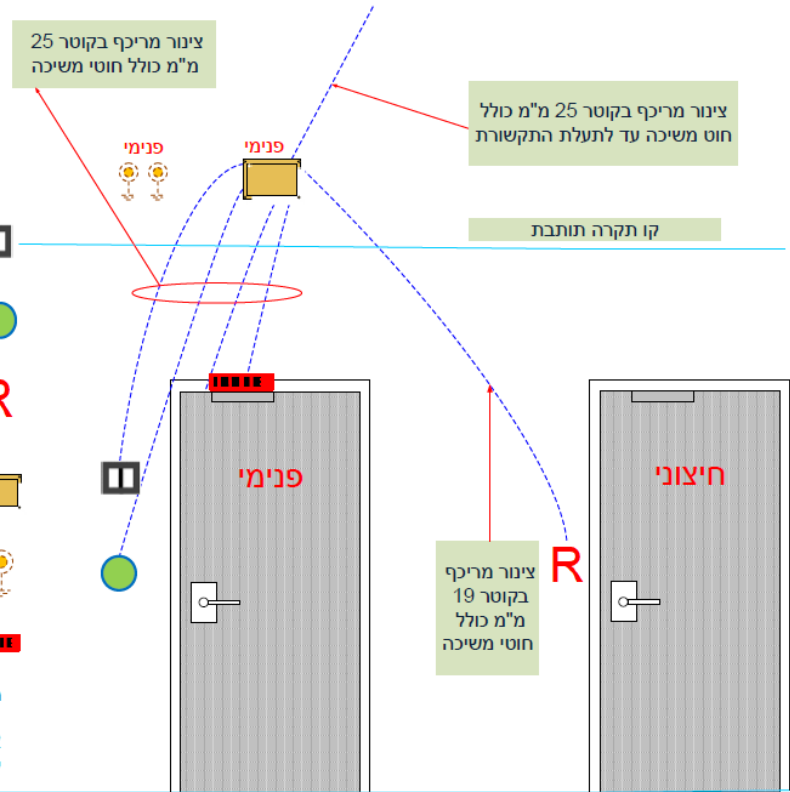 צינור מריכף בקוטר 25
מ"מ כולל חוטי משיכה
צינור מריכף בקוטר 25 מ"מ כולל
חוט משיכה עד לתעלת התקשורת
פנימי
פנימי
קו תקרה תותבת
R
חיצוני
פנימי
צינור מריכף
בקוטר 19
מ"מ כולל
חוטי משיכה
R